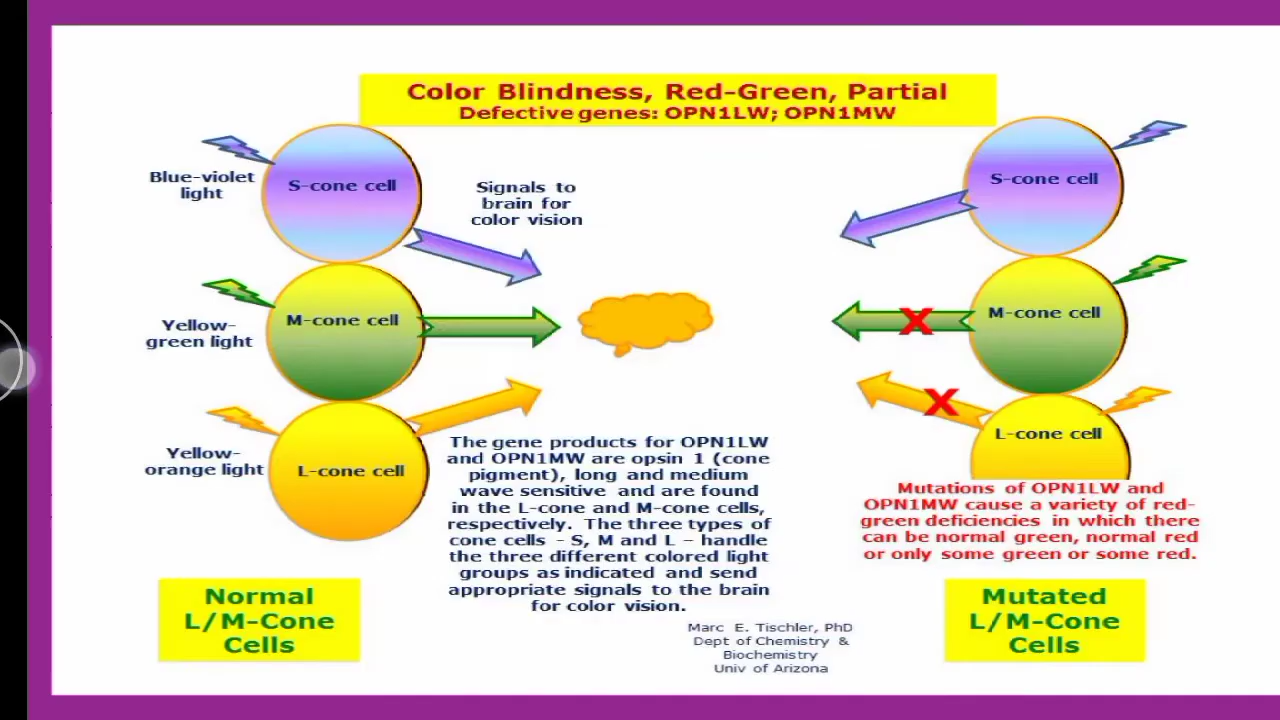 Color Blindness, Red-Green, Partial
Defective genes: OPN1LW; OPN1MW
Blue-violet
light
S-cone cell
Signals to
brain for
color vision
S-cone cell
Yellow-
green light
M-cone cell
M-cone cell
X
Yellow-
orange light
L-cone cell
X
L-cone cell
The gene products for OPN1LW
and OPN1MW are opsin 1 (cone
pigment), long and medium
wave sensitive and are found
in the L-cone and M-cone cells,
respectively. The three types of
cone cells - S, M and L – handle
the three different colored light
groups as indicated and send
appropriate signals to the brain
for color vision.
Mutations of OPN1LW and
OPN1MW cause a variety of red-
green deficiencies in which there
can be normal green, normal red
or only some green or some red.
Normal
L/M-Cone
Cells
Marc E. Tischler, PhD
Dept of Chemistry &
Biochemistry
Univ of Arizona
Mutated
L/M-Cone
Cells